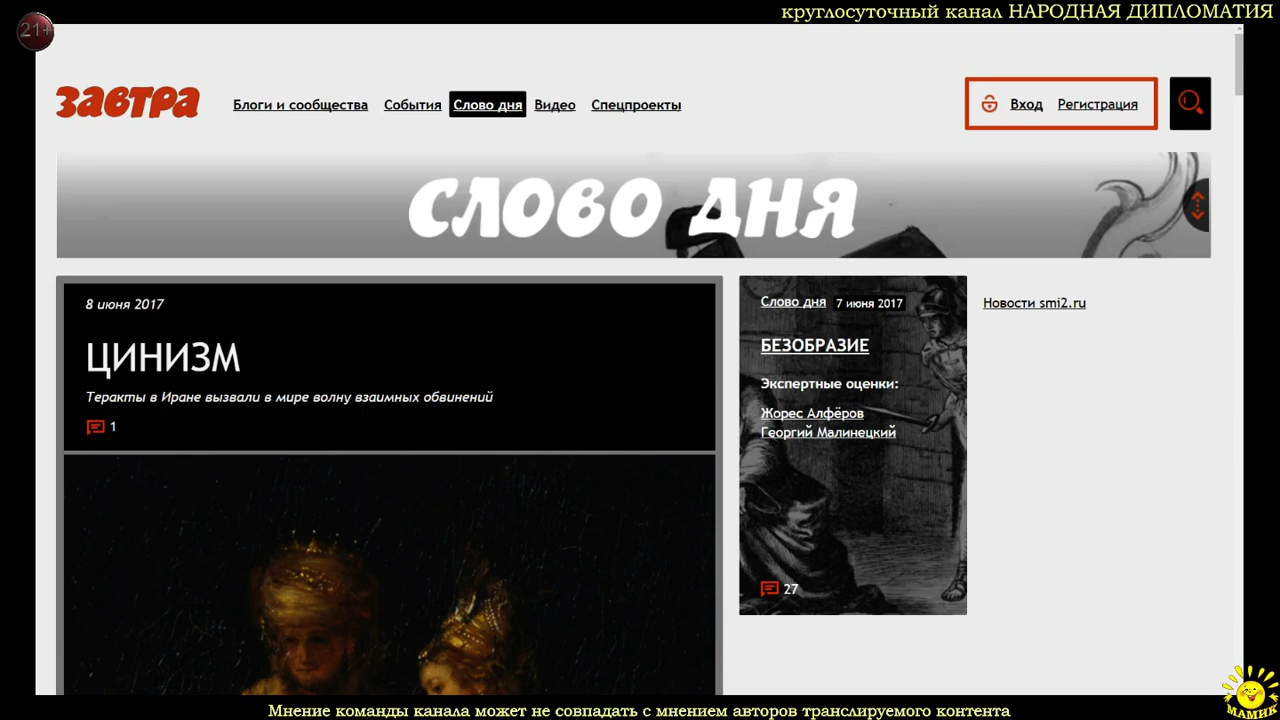 круглосуточный канал НАРОДНАЯ ДИПЛОМАТИЯ
21+
завтра
Блоги и сообщества События Слово дня Видео Спецпроекты
Вход Регистрация
СЛОВО ДНЯ
8 июня 2017
ЦИНИЗМ
Теракты в Иране вызвали в мире волну взаимных обвинений
1
Слово дня 7 июня 2017
БЕЗОБРАЗИЕ
Экспертные оценки:
Жорес Алфёров
Георгий Малинецкий
27
Новости smi2.ru
МАМИК
Мнение команды канала может не совпадать с мнением авторов транслируемого контента